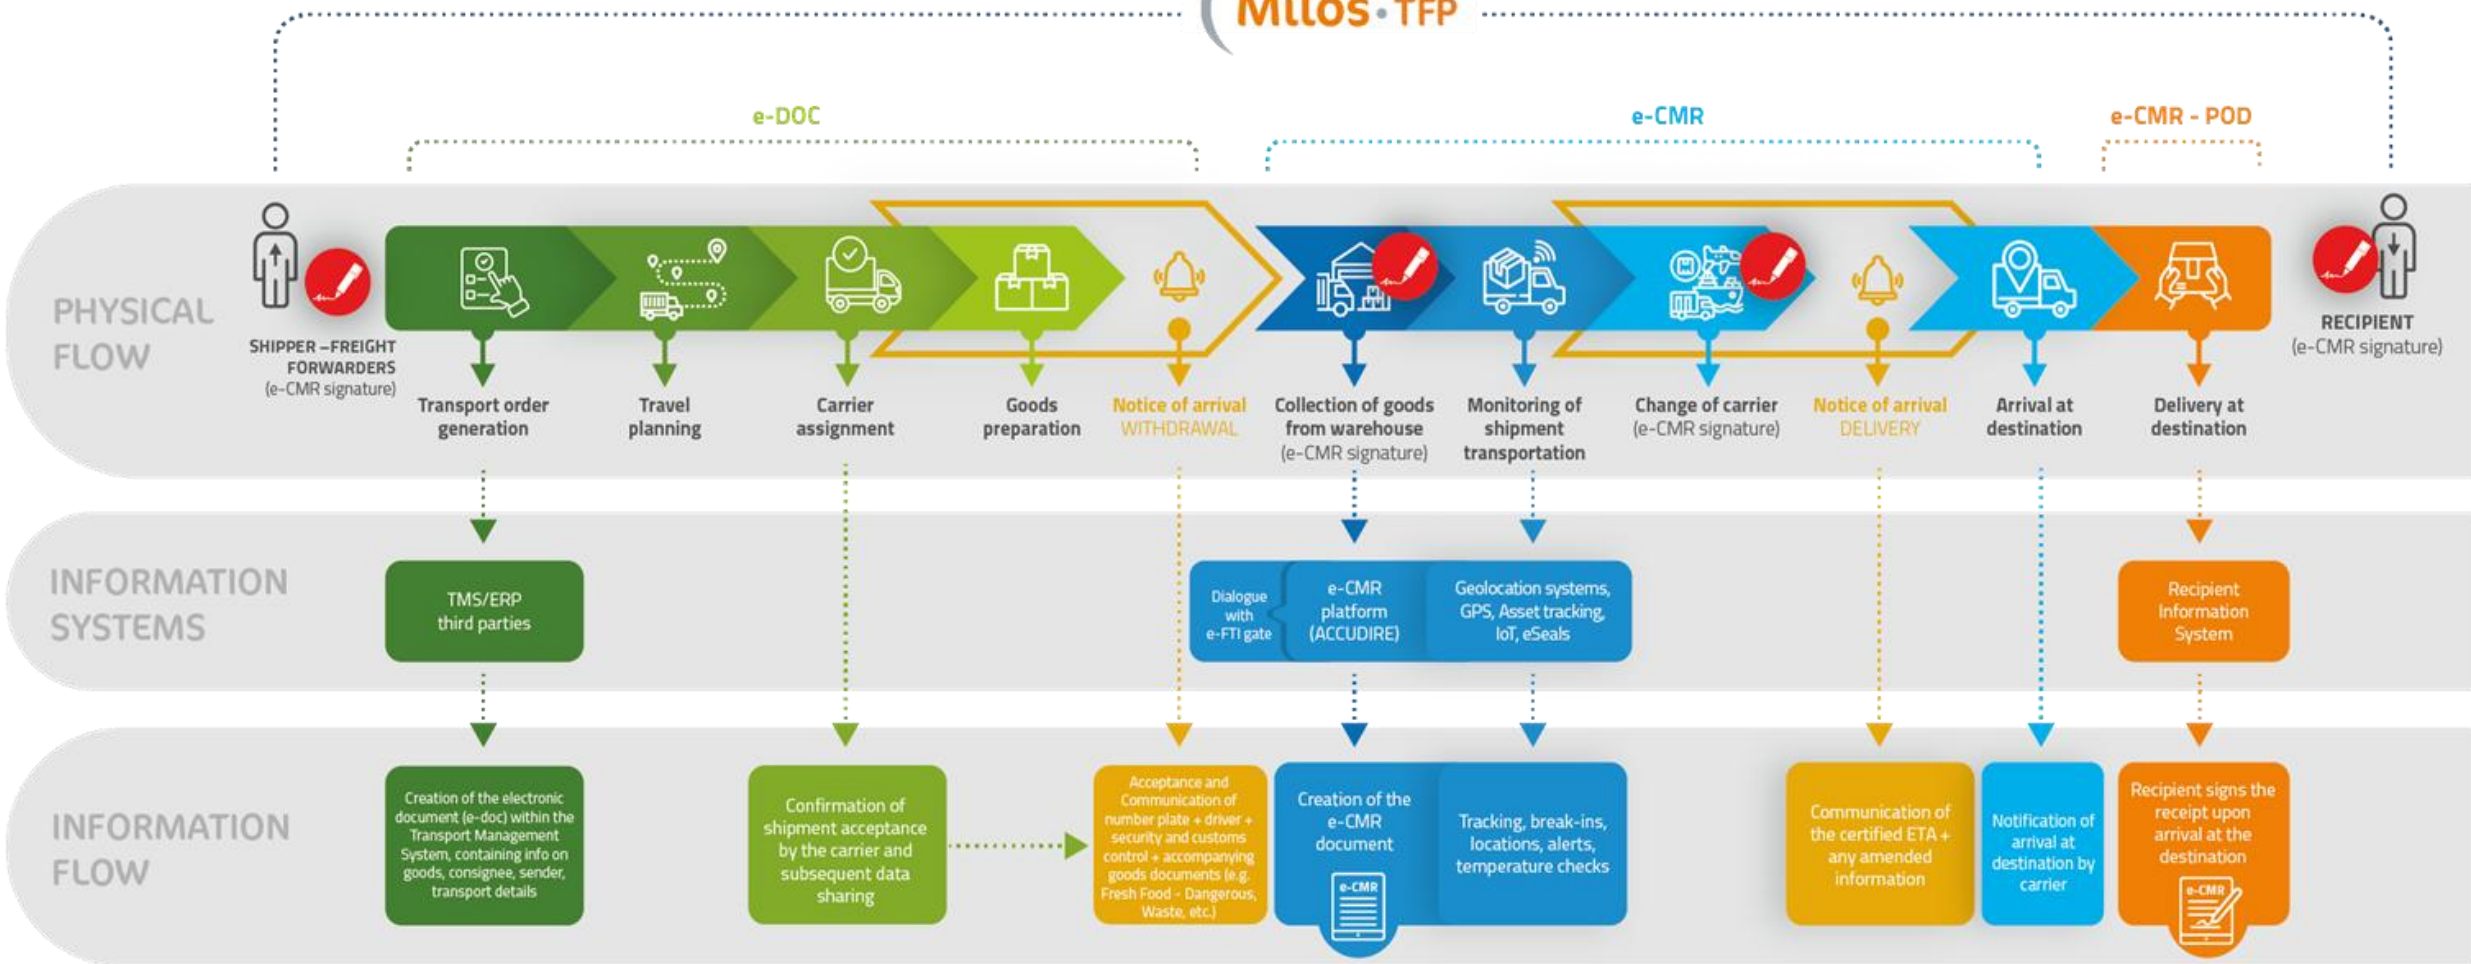 Milos • TFP
e-DOC
e-CMR
e-CMR - POD
PHYSICAL
FLOW
SHIPPER –FREIGHT
FORWARDERS
(e-CMR signature)
Transport order
generation
Travel
planning
Carrier
assignment
Goods
preparation
Notice of arrival
WITHDRAWAL
Collection of goods
from warehouse
(e-CMR signature)
Monitoring of
shipment
transportation
Change of carrier
(e-CMR signature)
Notice of arrival
DELIVERY
Arrival at
destination
Delivery at
destination
RECIPIENT
(e-CMR signature)
INFORMATION
SYSTEMS
TMS/ERP
third parties
Dialogue
with
e-FTI gate
e-CMR
platform
(ACCUDIRE)
Geolocation systems,
GPS, Asset tracking,
IoT, eSeals
Recipient
Information
System
INFORMATION
FLOW
Creation of the electronic
document (e-doc) within the
Transport Management
System, containing info on
goods, consignee, sender,
transport details
Confirmation of
shipment acceptance
by the carrier and
subsequent data
sharing
Acceptance and
Communication of
number plate + driver +
security and customs
control + accompanying
goods documents (e.g.
Fresh Food - Dangerous,
Waste, etc.)
Creation of the
e-CMR
document
e-CMR
Tracking, break-ins,
locations, alerts,
temperature checks
Communication of
the certified ETA +
any amended
information
Notification of
arrival at
destination by
carrier
Recipient signs the
receipt upon
arrival at the
destination
e-CMR